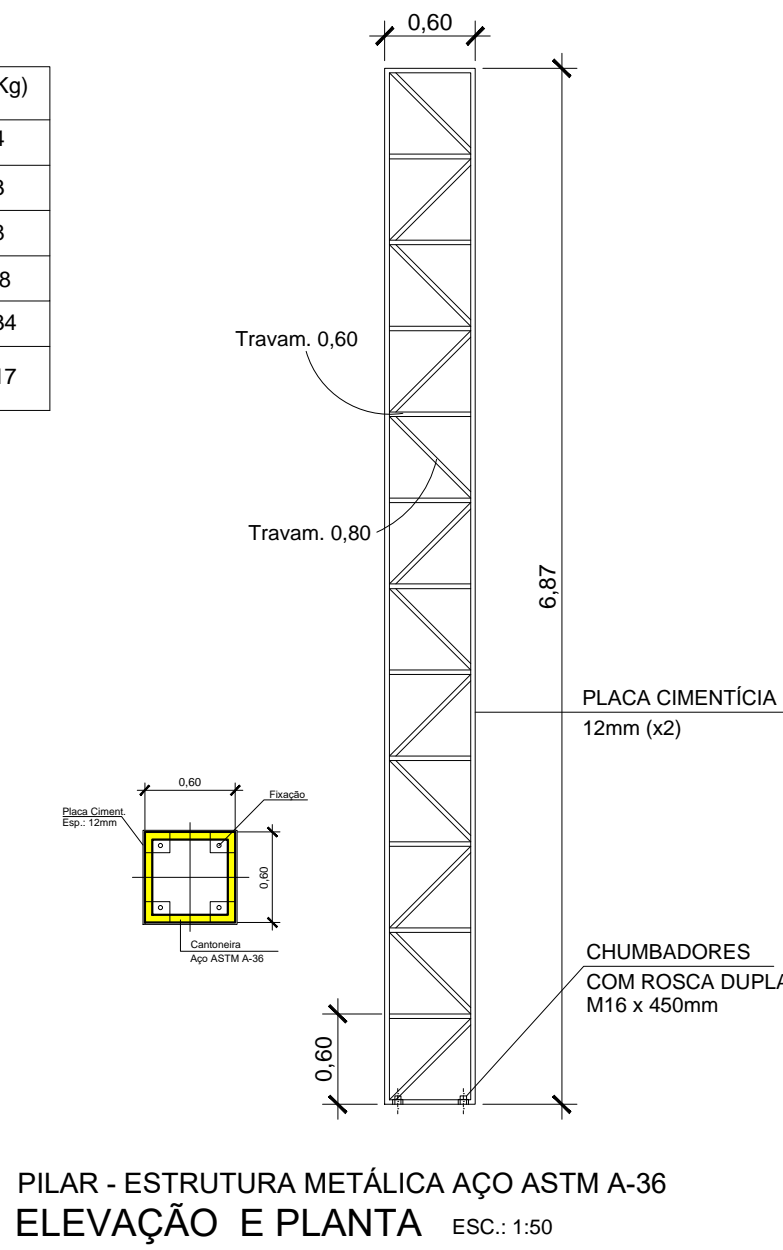 0,60
Kg)
Travam. 0,60
Travam. 0,80
6,87
PLACA CIMENTÍCIA
12mm (x2)
0,60
Fixação
Placa Ciment.
Esp.: 12mm
0,60
Cantoneira
Aço ASTM A-36
CHUMBADORES
COM ROSCA DUPLA
M16 x 450mm
0,60
PILAR - ESTRUTURA METÁLICA AÇO ASTM A-36
ELEVAÇÃO E PLANTA ESC.: 1:50